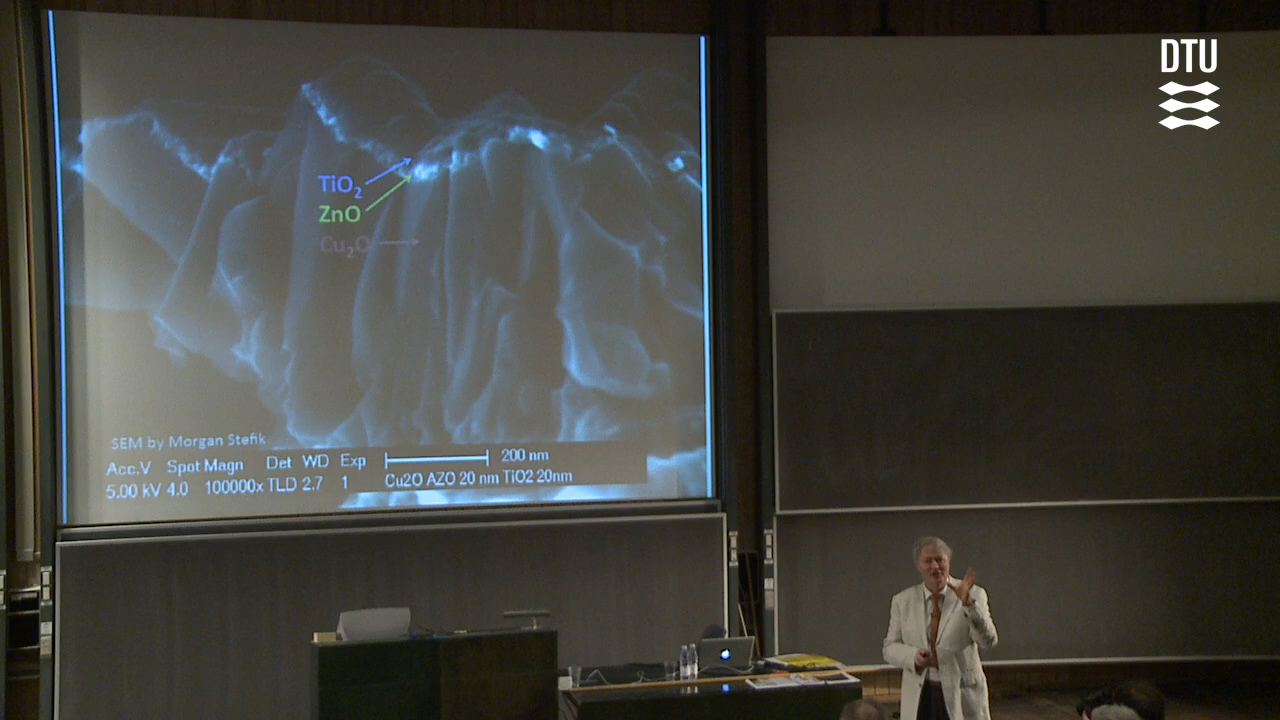 DTU
TiO2
ZnO
Cu2O
SEM by Morgan Stefik
Acc.V Spot Magn Det WD Exp 200 nm
5.00 kV 4.0 100000x TLD 2.7 1 Cu2O AZO 20 nm TiO2 20nm